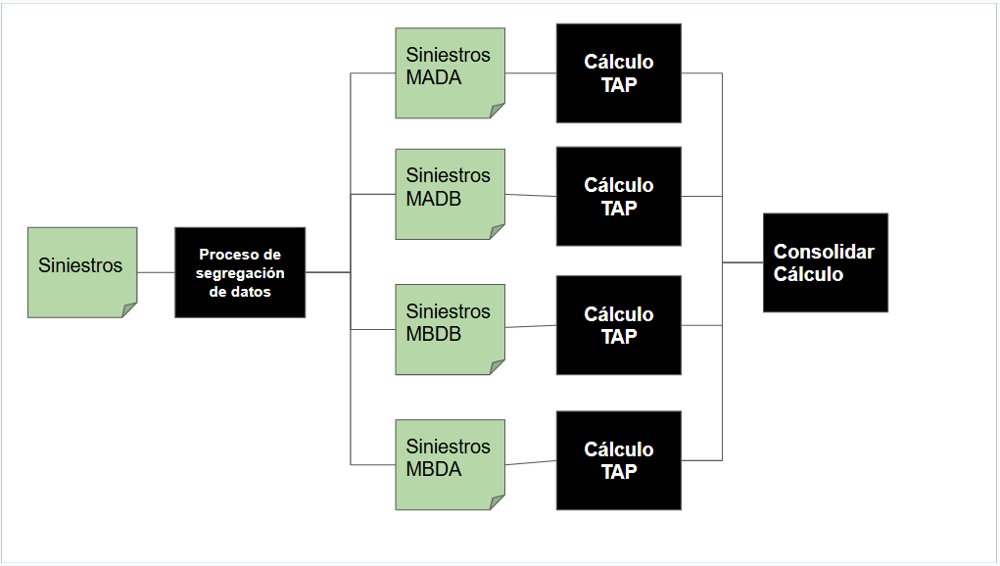 Siniestros
Proceso de
segregación
de datos
Siniestros
MADA
Cálculo
TAP
Siniestros
MADB
Cálculo
TAP
Siniestros
MBDB
Cálculo
TAP
Siniestros
MBDA
Cálculo
TAP
Consolidar
Cálculo